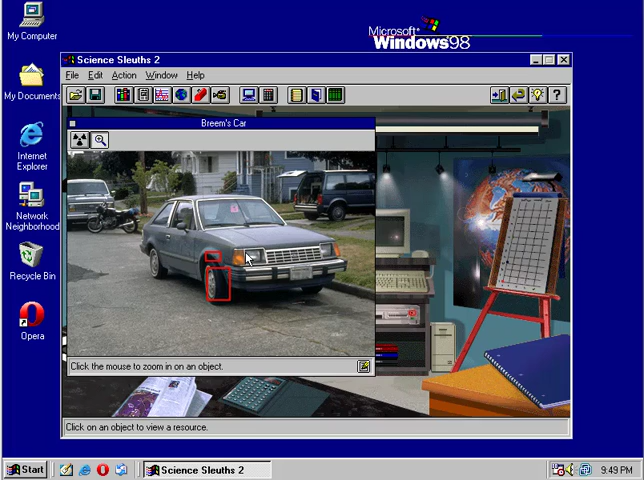 My Computer
Microsoft
Windows98
Science Sleuths 2
File Edit Action Window Help
My Documents
Breem's Car
Internet
Explorer
Network
Neighborhood
Recycle Bin
Opera
Click the mouse to zoom in on an object.
Click on an object to view a resource.
Start
Science Sleuths 2
9:49 PM